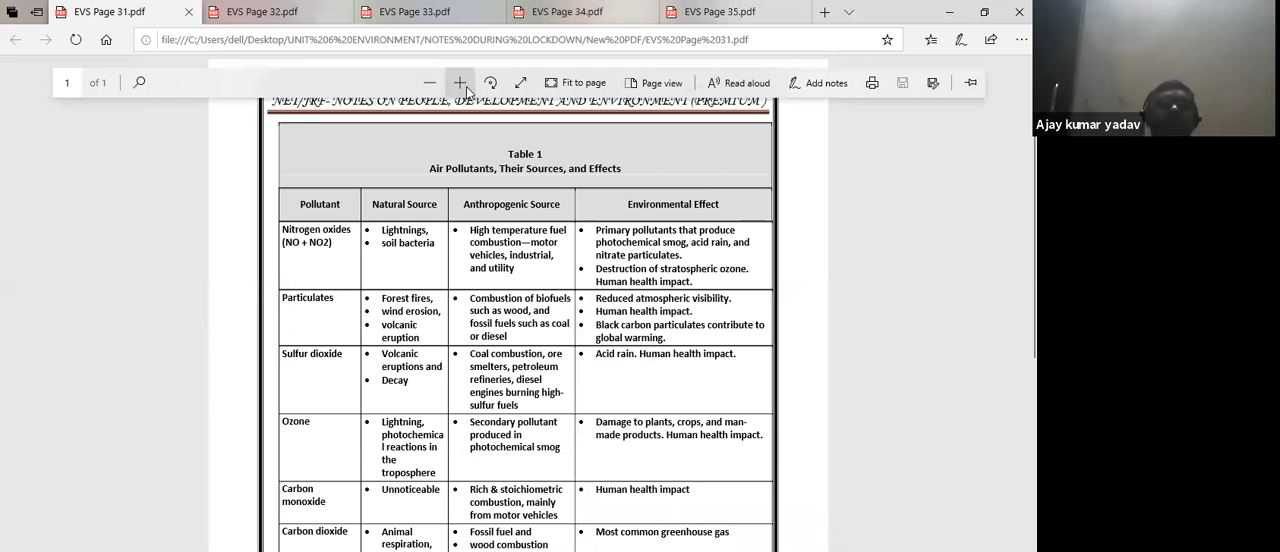 EVS Page 31.pdf
EVS Page 32.pdf
EVS Page 33.pdf
EVS Page 34.pdf
EVS Page 35.pdf
file:///C:/Users/dell/Desktop/UNIT%206%20ENVIRONMENT/NOTES%20DURING%20LOCKDOWN/New%20PDF/EVS%20Page%2031.pdf
1 of 1
Fit to page
Page view
Read aloud
Add notes
Ajay kumar yadav
NET/JRF- NOTES ON PEOPLE, DEVELOPMENT AND ENVIRONMENT (PREMIUM )
Table 1
Air Pollutants, Their Sources, and Effects
Pollutant
Natural Source
Anthropogenic Source
Environmental Effect
Nitrogen oxides
(NO + NO2)
• Lightnings,
• soil bacteria
• High temperature fuel
combustion—motor
vehicles, industrial,
and utility
• Primary pollutants that produce
photochemical smog, acid rain, and
nitrate particulates.
• Destruction of stratospheric ozone.
Human health impact.
Particulates
• Forest fires,
• wind erosion,
• volcanic
eruption
• Combustion of biofuels
such as wood, and
fossil fuels such as coal
or diesel
• Reduced atmospheric visibility.
• Human health impact.
• Black carbon particulates contribute to
global warming.
Sulfur dioxide
• Volcanic
eruptions and
• Decay
• Coal combustion, ore
smelters, petroleum
refineries, diesel
engines burning high-
sulfur fuels
• Acid rain. Human health impact.
Ozone
• Lightning,
photochemica
l reactions in
the
troposphere
• Secondary pollutant
produced in
photochemical smog
• Damage to plants, crops, and man-
made products. Human health impact.
Carbon
monoxide
• Unnoticeable
• Rich & stoichiometric
combustion, mainly
from motor vehicles
• Human health impact
Carbon dioxide
• Animal
respiration,
• Fossil fuel and
• wood combustion
• Most common greenhouse gas